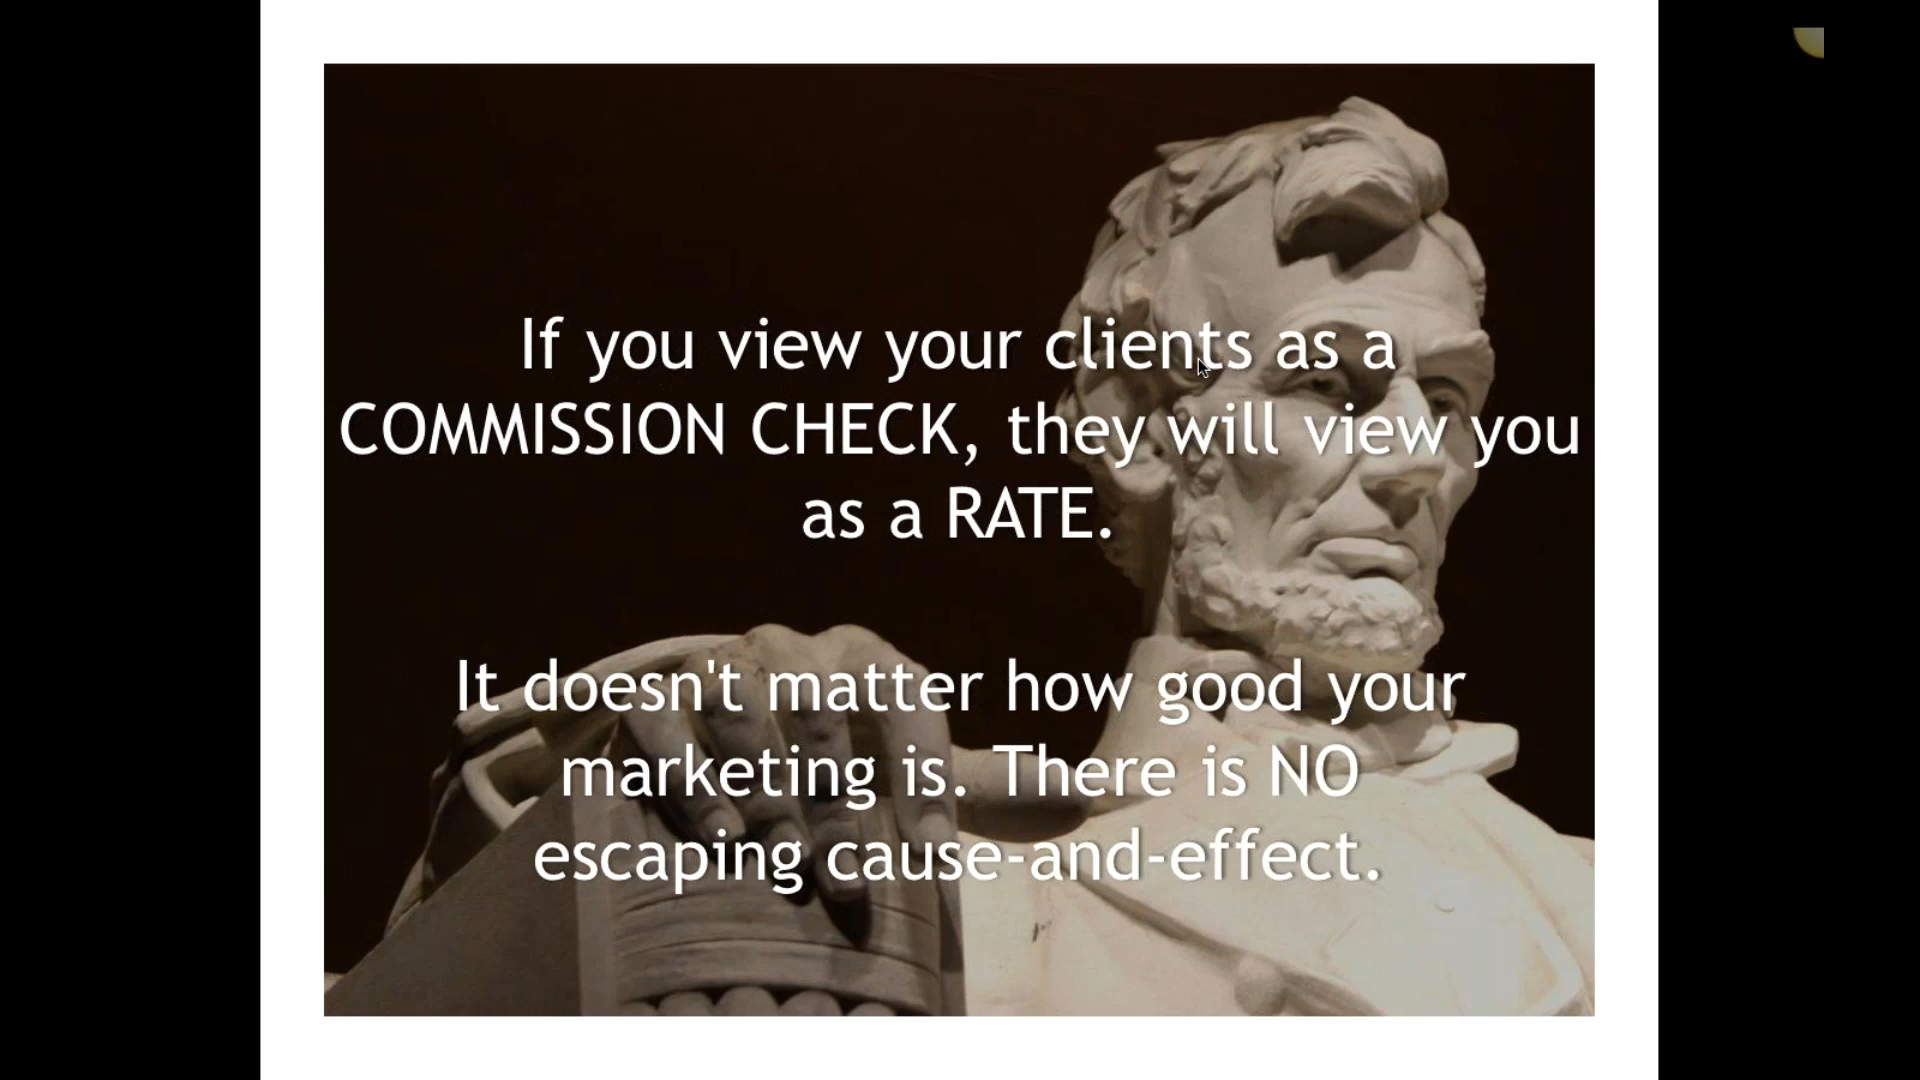 If you view your clients as a
COMMISSION CHECK, they will view you
as a RATE.
It doesn't matter how good your
marketing is. There is NO
escaping cause-and-effect.